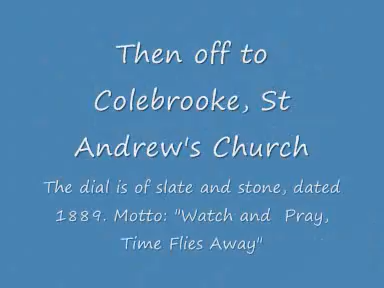 Then off to
Colebrooke, St
Andrew's Church
The dial is of slate and stone, dated
1889. Motto: "Watch and Pray,
Time Flies Away"